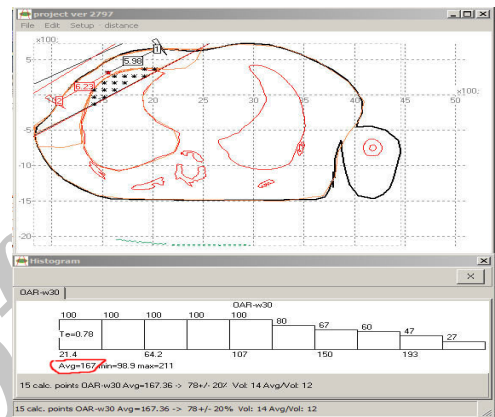 project ver 2797
File Edit Setup distance
×100;
1
5.98
5
6.23
2
×100;
10 15 20 25 30 35 40 45 50
-5
-10
-15
-20
Histogram
OAR-w30
OAR-w30
100 100 100 100 100 80 67 60 47 27
Te=0.78
21.4 64.2 107 150 193
Avg=167 min=98.9 max=211
15 calc. points OAR-w30 Avg=167.36 -> 78+/- 20% Vol: 14 Avg/Vol: 12
15 calc. points OAR-w30 Avg=167.36 -> 78+/- 20% Vol: 14 Avg/Vol: 12